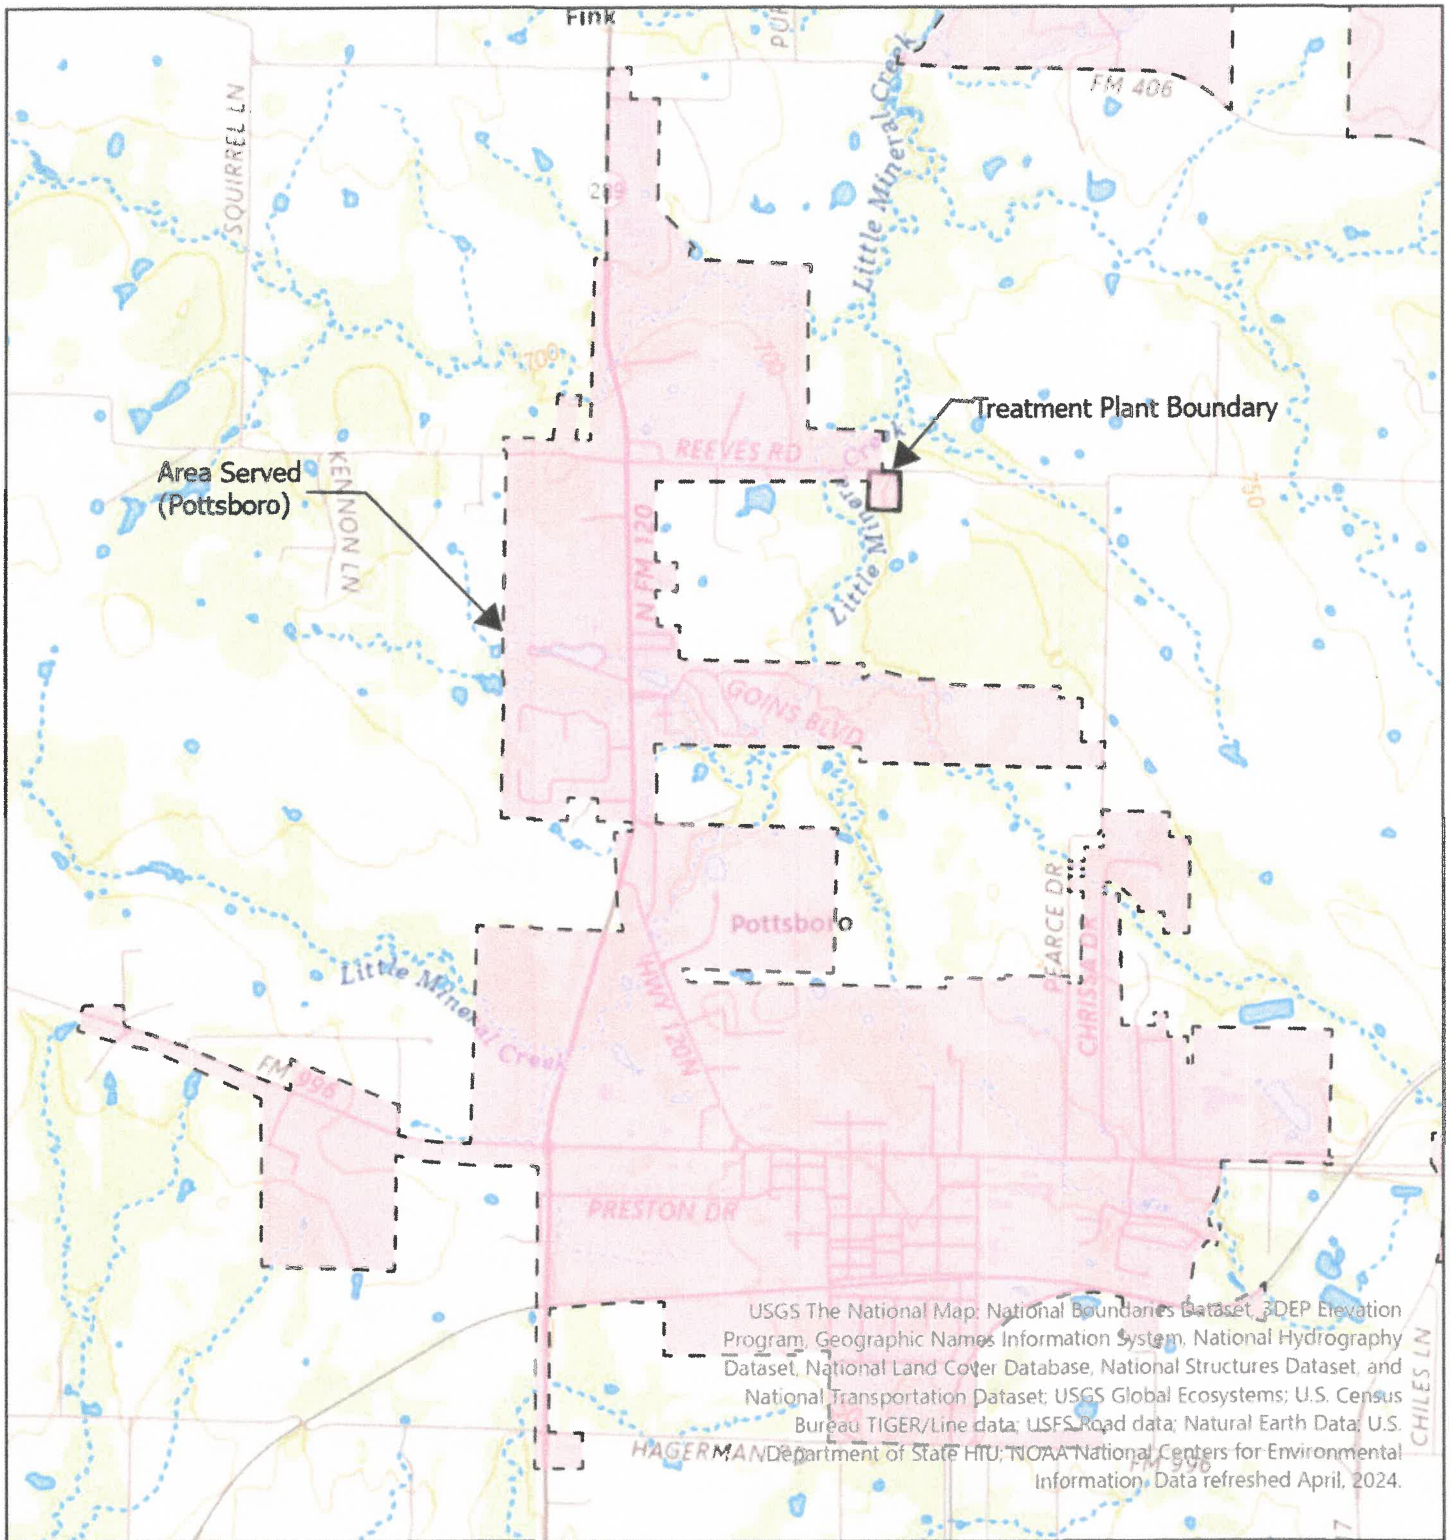 Fink
PUR
Little Mineral Creek
FM 406
SQUIRREL LN
289
700
700
Treatment Plant Boundary
REEVES RD
Area Served
(Pottsboro)
KENNON LN
N FM 120
Little Mineral Creek
750
GOINS BLVD
Pottsboro
PEARCE DR
CHRISSA DR
Little Mineral Creek
HWY 120N
FM 996
PRESTON DR
USGS The National Map: National Boundaries Dataset, 3DEP Elevation
Program, Geographic Names Information System, National Hydrography
Dataset, National Land Cover Database, National Structures Dataset, and
National Transportation Dataset; USGS Global Ecosystems; U.S. Census
Bureau TIGER/Line data; USFS Road data; Natural Earth Data; U.S.
Department of State HIU; NOAA National Centers for Environmental
Information. Data refreshed April, 2024.
HAGERMAN
FM 996
CHILES LN
17